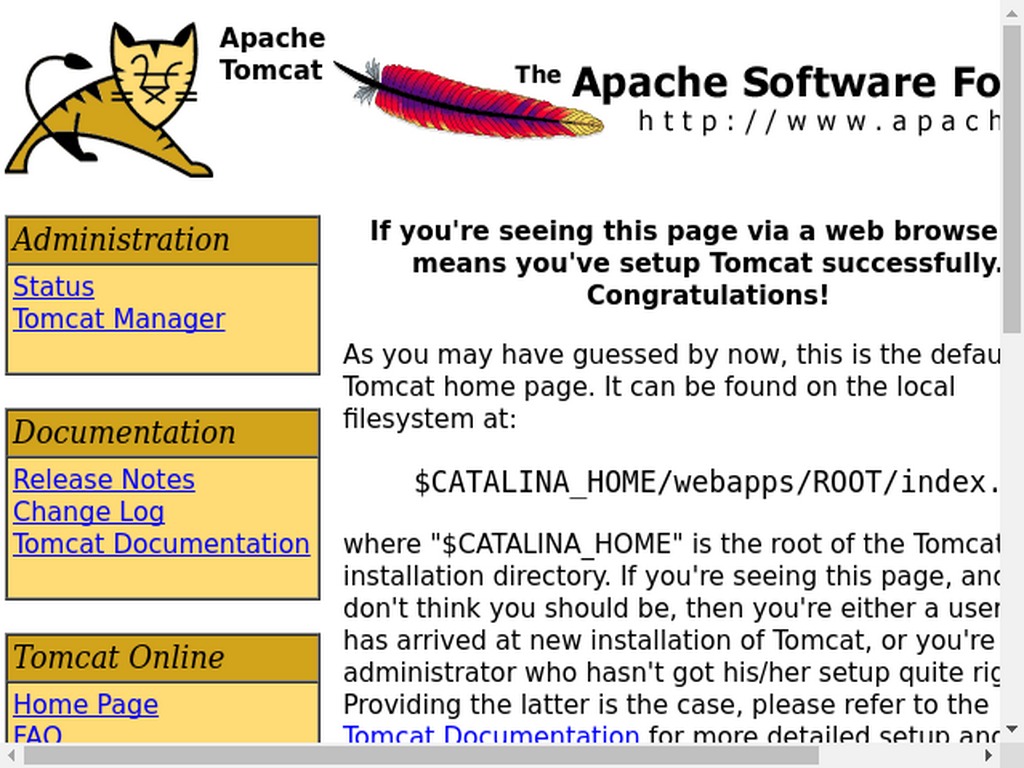 Apache
Tomcat
The Apache Software Fo
http://www.apach
Administration
Status
Tomcat Manager
Documentation
Release Notes
Change Log
Tomcat Documentation
Tomcat Online
Home Page
FAQ
If you're seeing this page via a web browse
means you've setup Tomcat successfully.
Congratulations!
As you may have guessed by now, this is the defau
Tomcat home page. It can be found on the local
filesystem at:
$CATALINA_HOME/webapps/ROOT/index.
where "$CATALINA_HOME" is the root of the Tomcat
installation directory. If you're seeing this page, and
don't think you should be, then you're either a user
has arrived at new installation of Tomcat, or you're
administrator who hasn't got his/her setup quite rig
Providing the latter is the case, please refer to the
Tomcat Documentation for more detailed setup and